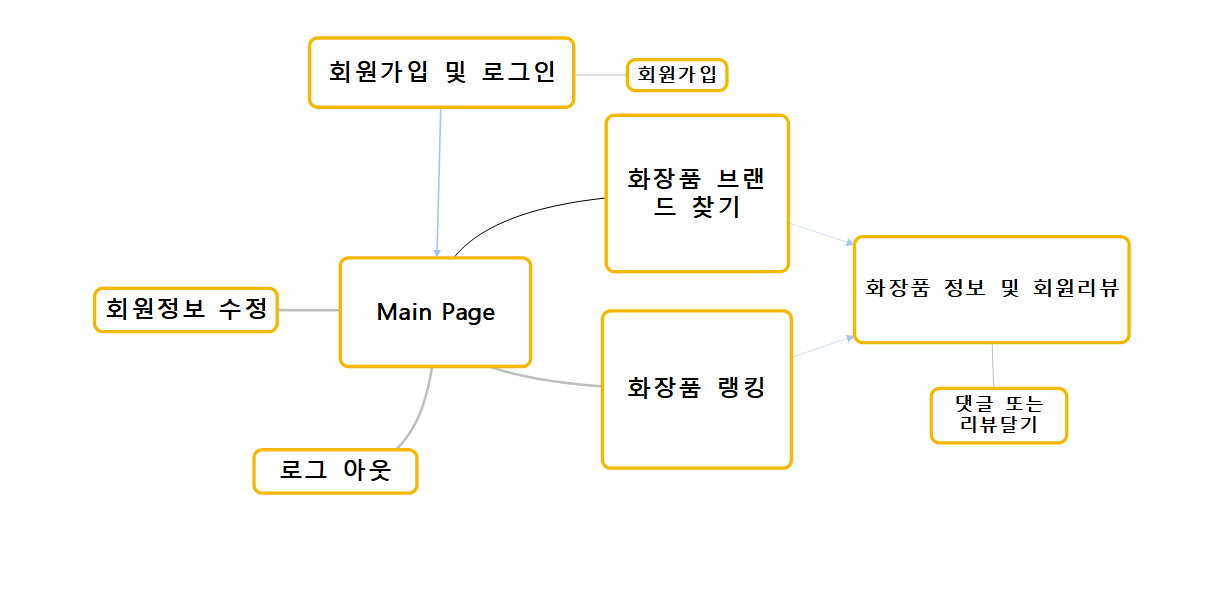 회원가입 및 로그인
회원가입
화장품 브랜
드 찾기
화장품 정보 및 회원리뷰
회원정보 수정
Main Page
화장품 랭킹
댓글 또는
리뷰달기
로그 아웃